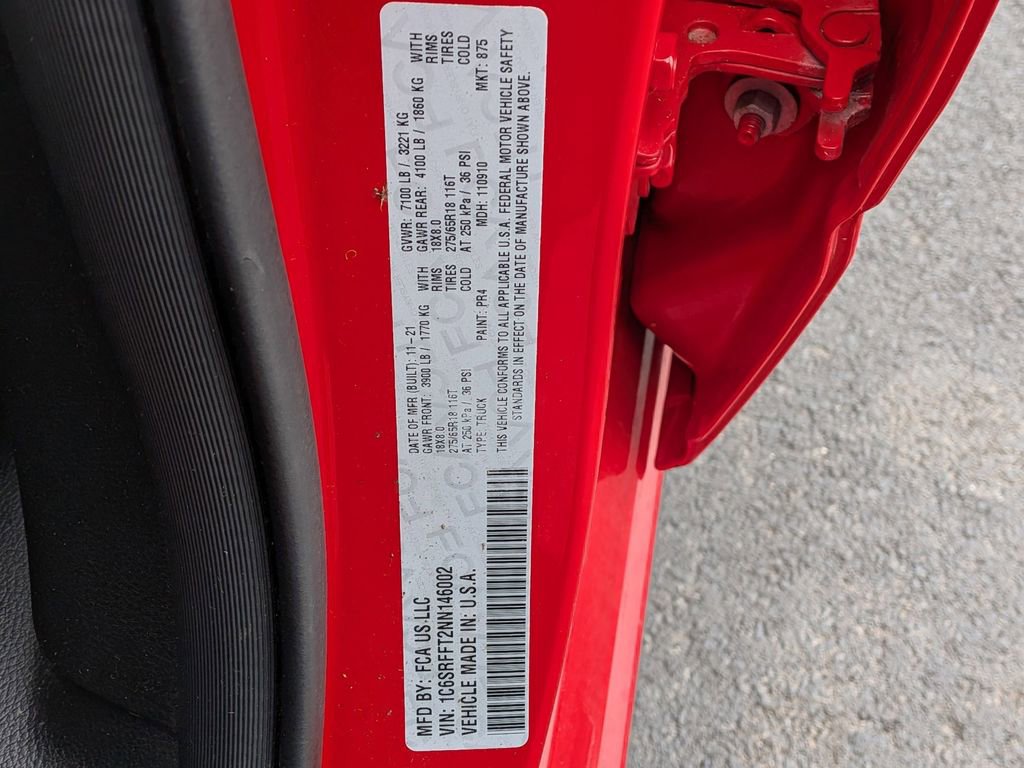 MFD BY: FCA US LLC
VIN: 1C6SRFFT2NN146002
VEHICLE MADE IN: U.S.A.
DATE OF MFR (BUILT): 11-21 GVWR: 7100 LB / 3221 KG
GAWR FRONT: 3900 LB / 1770 KG WITH GAWR REAR: 4100 LB / 1860 KG WITH
18X8.0 RIMS 18X8.0 RIMS
275/65R18 116T TIRES 275/65R18 116T TIRES
AT 250 kPa / 36 PSI COLD AT 250 kPa / 36 PSI COLD
TYPE: TRUCK PAINT: PR4 MDH: 110910 MKT: 875
THIS VEHICLE CONFORMS TO ALL APPLICABLE U.S.A. FEDERAL MOTOR VEHICLE SAFETY
STANDARDS IN EFFECT ON THE DATE OF MANUFACTURE SHOWN ABOVE.